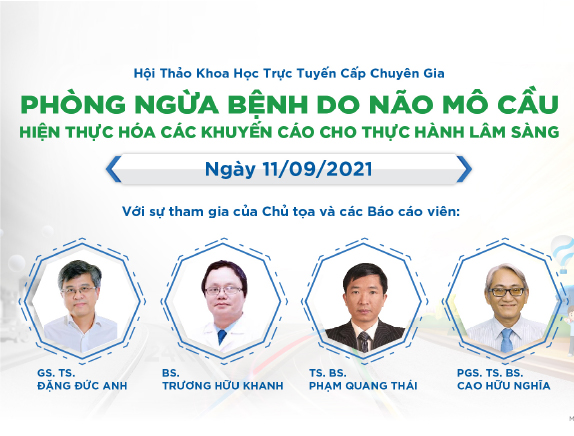 Hội Thảo Khoa Học Trực Tuyến Cấp Chuyên Gia
PHÒNG NGỪA BỆNH DO NÃO MÔ CẦU
HIỆN THỰC HÓA CÁC KHUYẾN CÁO CHO THỰC HÀNH LÂM SÀNG
Ngày 11/09/2021
Với sự tham gia của Chủ tọa và các Báo cáo viên:
GS. TS.
ĐẶNG ĐỨC ANH
BS.
TRƯƠNG HỮU KHANH
TS. BS.
PHẠM QUANG THÁI
PGS. TS. BS.
CAO HỮU NGHĨA
M